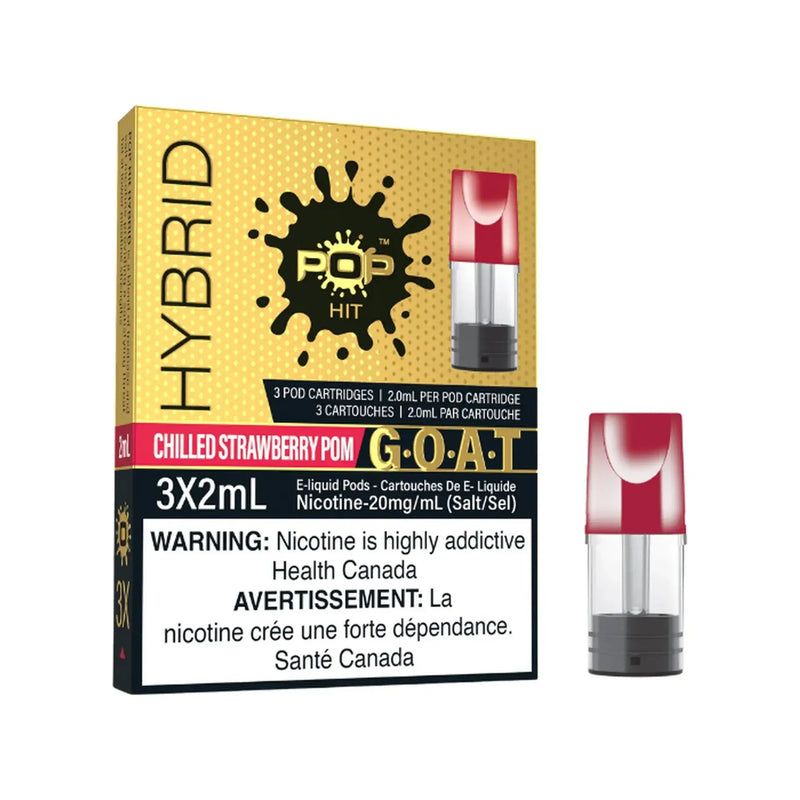 HYBRID
POP™
HIT
3 POD CARTRIDGES | 2.0mL PER POD CARTRIDGE
3 CARTOUCHES | 2.0mL PAR CARTOUCHE
2mL
CHILLED STRAWBERRY POM
G·O·A·T
3X2mL
E-liquid Pods - Cartouches De E- Liquide
Nicotine-20mg/mL (Salt/Sel)
WARNING: Nicotine is highly addictive
Health Canada
AVERTISSEMENT: La
nicotine crée une forte dépendance.
Santé Canada
POP
3X